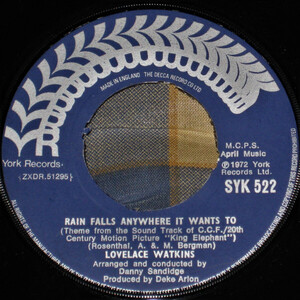 MADE IN ENGLAND THE DECCA RECORD CO LTD
YR
York Records
(ZXDR.51295)
M.C.P.S.
April Music
℗1972 York
Records Ltd.
SYK 522
RAIN FALLS ANYWHERE IT WANTS TO
(Theme from the Sound Track of C.C.F./20th
Century Motion Picture "King Elephant")
(Rosenthal, A. & M. Bergman)
LOVELACE WATKINS
Arranged and conducted by
Danny Sandidge
Produced by Deke Arlon